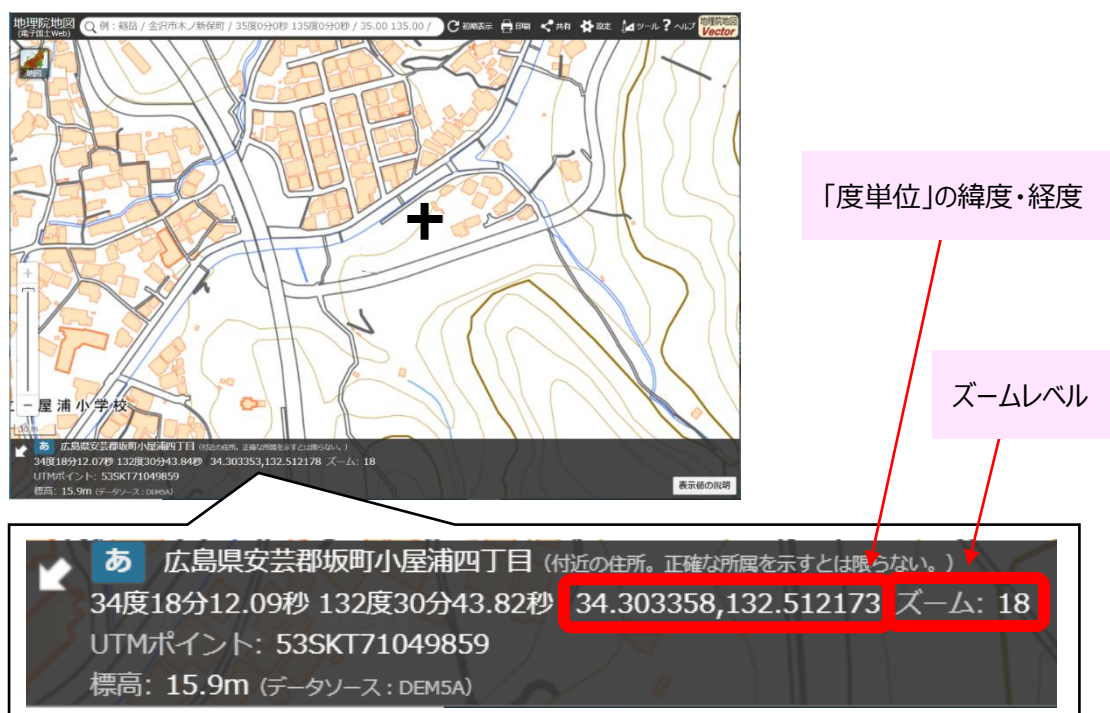 地理院地図
(電子国土Web)
例：剱岳 / 金沢市木ノ新保町 / 35度0分0秒 135度0分0秒 / 35.00 135.00 /
初期表示 印刷 共有 設定 ツール ? ヘルプ
地理院地図
Vector
地図
「度単位」の緯度・経度
ズームレベル
屋浦小学校
30 m
あ 広島県安芸郡坂町小屋浦四丁目 (付近の住所。正確な所属を示すとは限らない。)
34度18分12.07秒 132度30分43.84秒 34.303353,132.512178 ズーム: 18
UTMポイント: 53SKT71049859
標高: 15.9m (データソース：DEM5A)
表示値の説明
あ 広島県安芸郡坂町小屋浦四丁目 (付近の住所。正確な所属を示すとは限らない。)
34度18分12.09秒 132度30分43.82秒 34.303358,132.512173 ズーム: 18
UTMポイント: 53SKT71049859
標高: 15.9m (データソース：DEM5A)